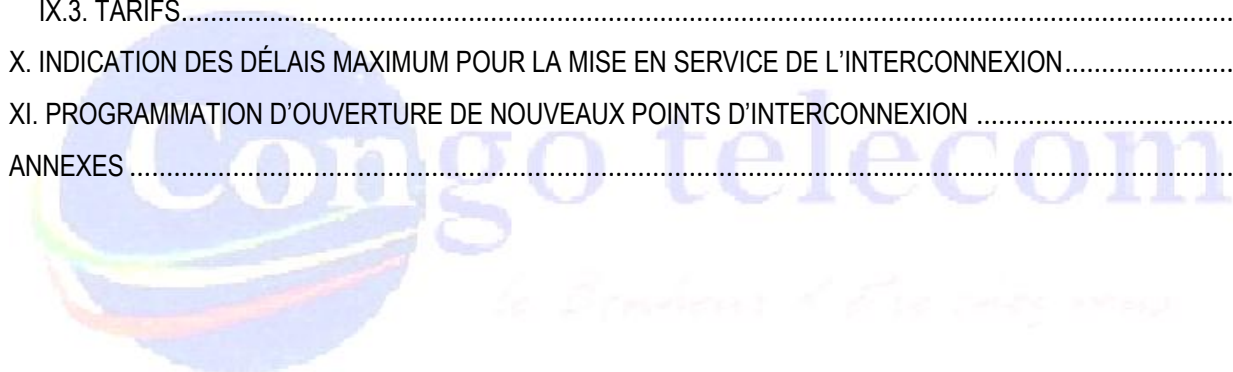 IX.3. TARIFS
X. INDICATION DES DÉLAIS MAXIMUM POUR LA MISE EN SERVICE DE L’INTERCONNEXION
XI. PROGRAMMATION D’OUVERTURE DE NOUVEAUX POINTS D’INTERCONNEXION
ANNEXES
Congo telecom